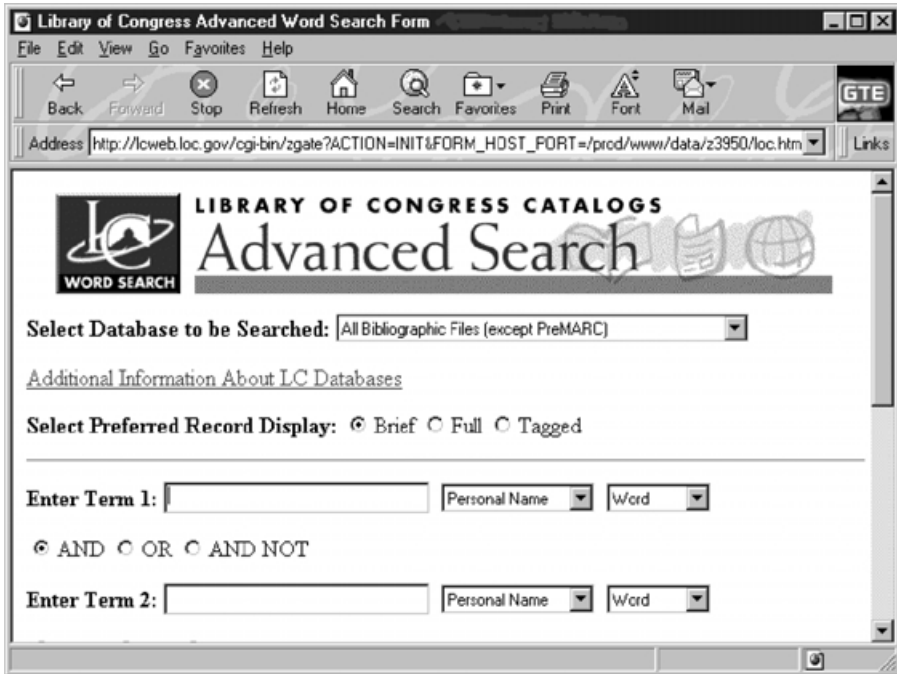 Library of Congress Advanced Word Search Form
File Edit View Go Favorites Help
Back Forward Stop Refresh Home Search Favorites Print Font Mail
GTE
Address http://lcweb.loc.gov/cgi-bin/zgate?ACTION=INIT&FORM_HOST_PORT=/prod/www/data/z3950/loc.htm Links
LIBRARY OF CONGRESS CATALOGS
Advanced Search
LC
WORD SEARCH
Select Database to be Searched: All Bibliographic Files (except PreMARC)
Additional Information About LC Databases
Select Preferred Record Display: Brief Full Tagged
Enter Term 1: Personal Name Word
AND OR AND NOT
Enter Term 2: Personal Name Word